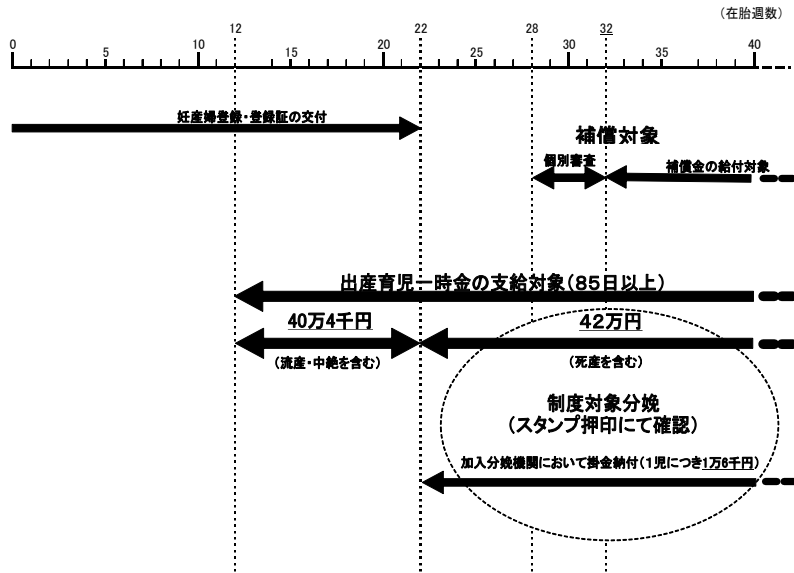 (在胎週数)
12 22 28 32
0 5 10 15 20 25 30 35 40
妊産婦登録・登録証の交付
補償対象
個別審査
補償金の給付対象
出産育児一時金の支給対象(85日以上)
40万4千円
42万円
(流産・中絶を含む)
(死産を含む)
制度対象分娩
(スタンプ押印にて確認)
加入分娩機関において掛金納付(1児につき1万6千円)